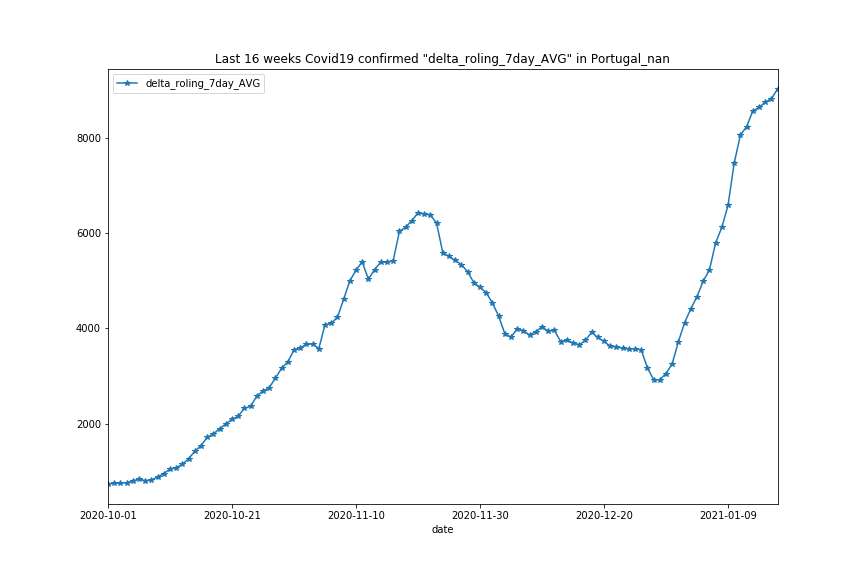 Last 16 weeks Covid19 confirmed "delta_roling_7day_AVG" in Portugal_nan
delta_roling_7day_AVG
8000
6000
4000
2000
2020-10-01 2020-10-21 2020-11-10 2020-11-30 2020-12-20 2021-01-09
date